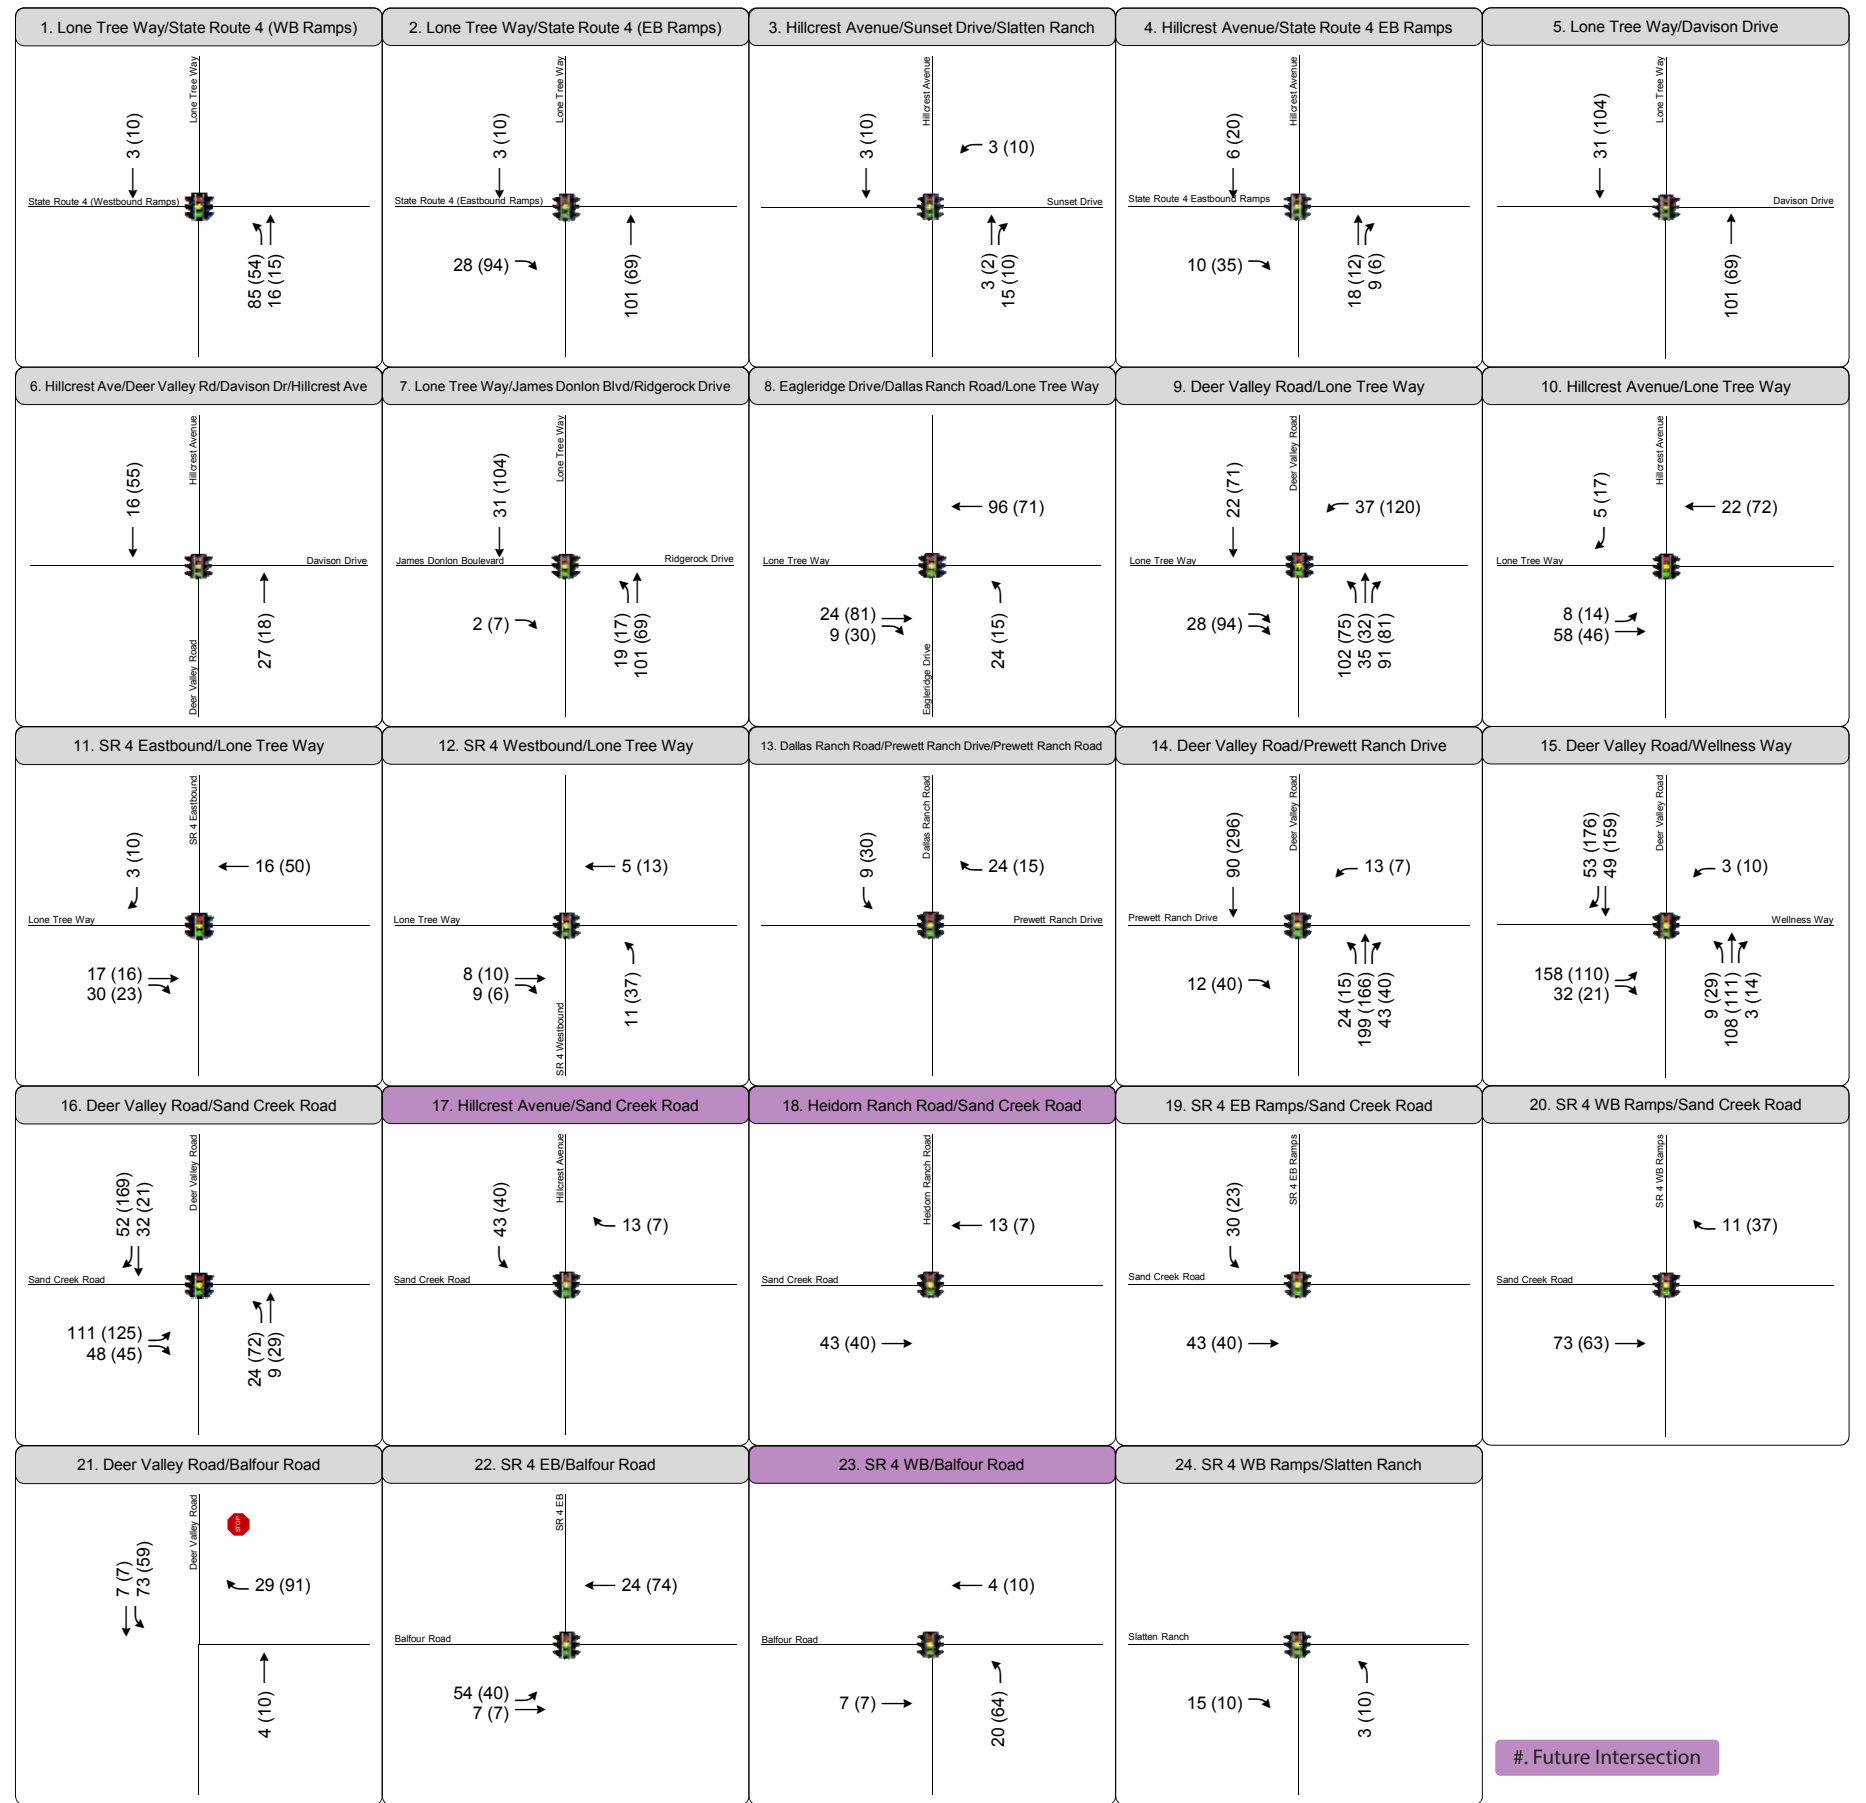 1. Lone Tree Way/State Route 4 (WB Ramps)
Lone Tree Way
3 (10)
State Route 4 (Westbound Ramps)
85 (54)
16 (15)
2. Lone Tree Way/State Route 4 (EB Ramps)
Lone Tree Way
3 (10)
State Route 4 (Eastbound Ramps)
28 (94)
101 (69)
3. Hillcrest Avenue/Sunset Drive/Slatten Ranch
Hillcrest Avenue
3 (10)
3 (10)
Sunset Drive
3 (2)
15 (10)
4. Hillcrest Avenue/State Route 4 EB Ramps
Hillcrest Avenue
6 (20)
State Route 4 Eastbound Ramps
10 (35)
18 (12)
9 (6)
5. Lone Tree Way/Davison Drive
Lone Tree Way
31 (104)
Davison Drive
101 (69)
6. Hillcrest Ave/Deer Valley Rd/Davison Dr/Hillcrest Ave
Hillcrest Avenue
16 (55)
Davison Drive
Deer Valley Road
27 (18)
7. Lone Tree Way/James Donlon Blvd/Ridgerock Drive
Lone Tree Way
31 (104)
James Donlon Boulevard
Ridgerock Drive
2 (7)
19 (17)
101 (69)
8. Eagleridge Drive/Dallas Ranch Road/Lone Tree Way
96 (71)
Lone Tree Way
24 (81)
9 (30)
Eagleridge Drive
24 (15)
9. Deer Valley Road/Lone Tree Way
Deer Valley Road
22 (71)
37 (120)
Lone Tree Way
28 (94)
102 (75)
35 (32)
91 (81)
10. Hillcrest Avenue/Lone Tree Way
Hillcrest Avenue
5 (17)
22 (72)
Lone Tree Way
8 (14)
58 (46)
11. SR 4 Eastbound/Lone Tree Way
SR 4 Eastbound
3 (10)
16 (50)
Lone Tree Way
17 (16)
30 (23)
12. SR 4 Westbound/Lone Tree Way
5 (13)
Lone Tree Way
8 (10)
9 (6)
SR 4 Westbound
11 (37)
13. Dallas Ranch Road/Prewett Ranch Drive/Prewett Ranch Road
Dallas Ranch Road
9 (30)
24 (15)
Prewett Ranch Drive
14. Deer Valley Road/Prewett Ranch Drive
Deer Valley Road
90 (296)
13 (7)
Prewett Ranch Drive
12 (40)
24 (15)
199 (166)
43 (40)
15. Deer Valley Road/Wellness Way
Deer Valley Road
53 (176)
49 (159)
3 (10)
Wellness Way
158 (110)
32 (21)
9 (29)
108 (111)
3 (14)
16. Deer Valley Road/Sand Creek Road
Deer Valley Road
52 (169)
32 (21)
Sand Creek Road
111 (125)
48 (45)
24 (72)
9 (29)
17. Hillcrest Avenue/Sand Creek Road
Hillcrest Avenue
43 (40)
13 (7)
Sand Creek Road
18. Heidorn Ranch Road/Sand Creek Road
Heidorn Ranch Road
13 (7)
Sand Creek Road
43 (40)
19. SR 4 EB Ramps/Sand Creek Road
SR 4 EB Ramps
30 (23)
Sand Creek Road
43 (40)
20. SR 4 WB Ramps/Sand Creek Road
SR 4 WB Ramps
11 (37)
Sand Creek Road
73 (63)
21. Deer Valley Road/Balfour Road
Deer Valley Road
STOP
7 (7)
73 (59)
29 (91)
4 (10)
22. SR 4 EB/Balfour Road
SR 4 EB
24 (74)
Balfour Road
54 (40)
7 (7)
23. SR 4 WB/Balfour Road
4 (10)
Balfour Road
7 (7)
20 (64)
24. SR 4 WB Ramps/Slatten Ranch
Slatten Ranch
15 (10)
3 (10)
#. Future Intersection